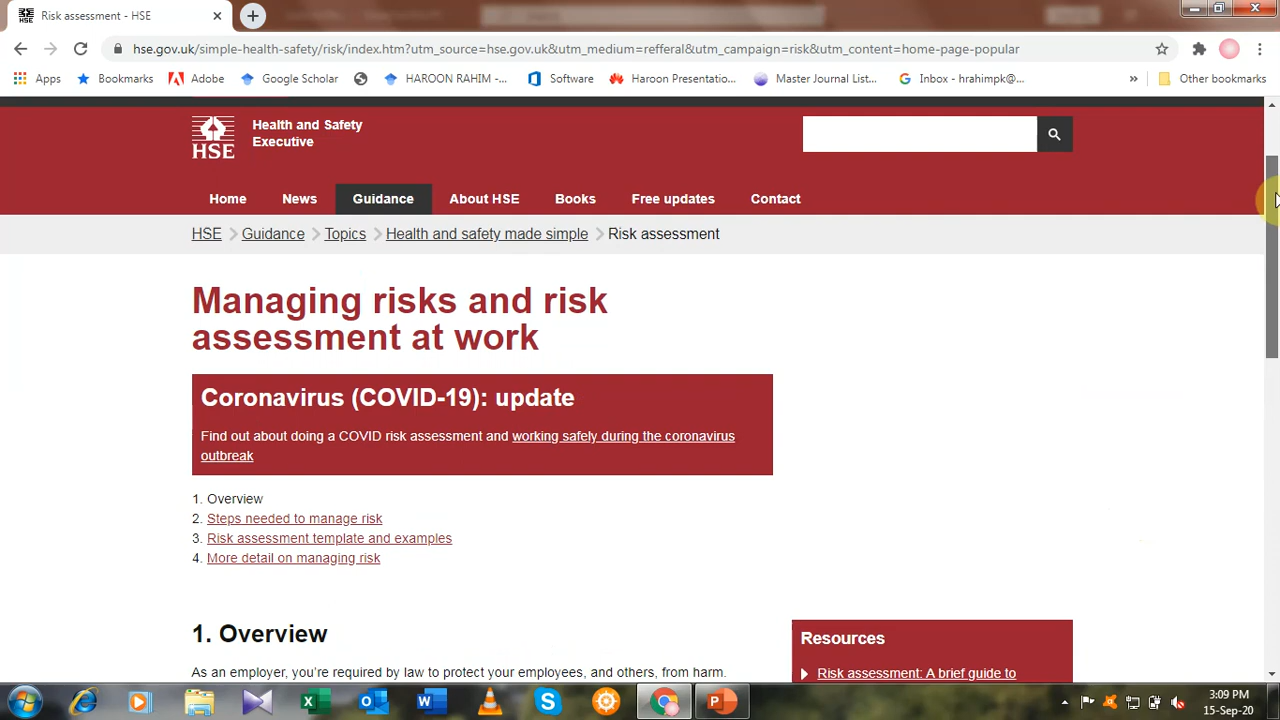 Risk assessment - HSE
hse.gov.uk/simple-health-safety/risk/index.htm?utm_source=hse.gov.uk&utm_medium=refferal&utm_campaign=risk&utm_content=home-page-popular
Apps Bookmarks Adobe Google Scholar HAROON RAHIM -... Software Haroon Presentatio... Master Journal List... Inbox - hrahimpk@... » Other bookmarks
HSE
Health and Safety
Executive
Home News Guidance About HSE Books Free updates Contact
HSE Guidance Topics Health and safety made simple Risk assessment
Managing risks and risk
assessment at work
Coronavirus (COVID-19): update
Find out about doing a COVID risk assessment and working safely during the coronavirus
outbreak
1. Overview
2. Steps needed to manage risk
3. Risk assessment template and examples
4. More detail on managing risk
1. Overview
As an employer, you're required by law to protect your employees, and others, from harm.
Resources
Risk assessment: A brief guide to
3:09 PM
15-Sep-20